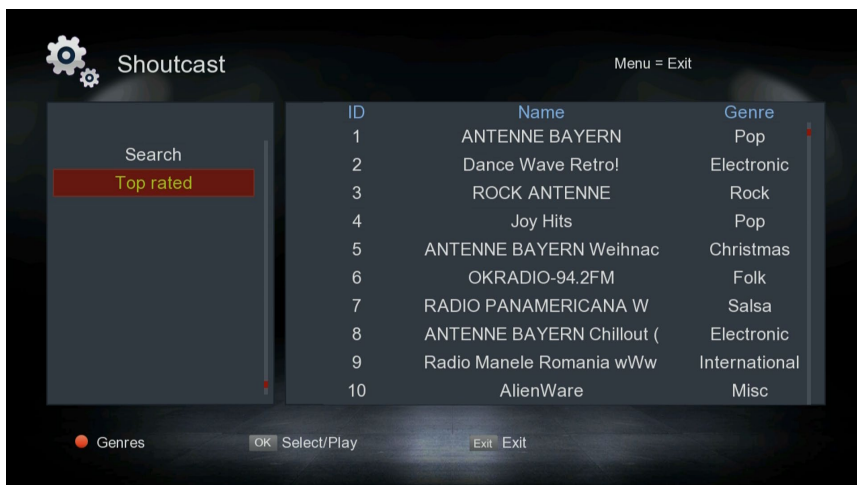 Shoutcast
Menu = Exit
Search
Top rated
ID Name Genre
1 ANTENNE BAYERN Pop
2 Dance Wave Retro! Electronic
3 ROCK ANTENNE Rock
4 Joy Hits Pop
5 ANTENNE BAYERN Weihnac Christmas
6 OKRADIO-94.2FM Folk
7 RADIO PANAMERICANA W Salsa
8 ANTENNE BAYERN Chillout ( Electronic
9 Radio Manele Romania wWw International
10 AlienWare Misc
Genres OK Select/Play Exit Exit